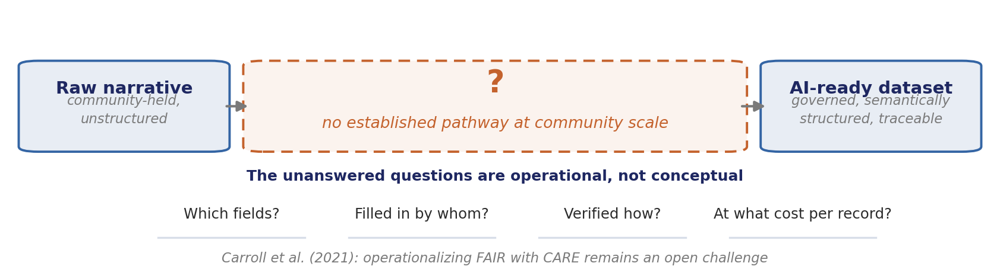 Raw narrative
community-held,
unstructured
?
no established pathway at community scale
AI-ready dataset
governed, semantically
structured, traceable
The unanswered questions are operational, not conceptual
Which fields?
Filled in by whom?
Verified how?
At what cost per record?
Carroll et al. (2021): operationalizing FAIR with CARE remains an open challenge